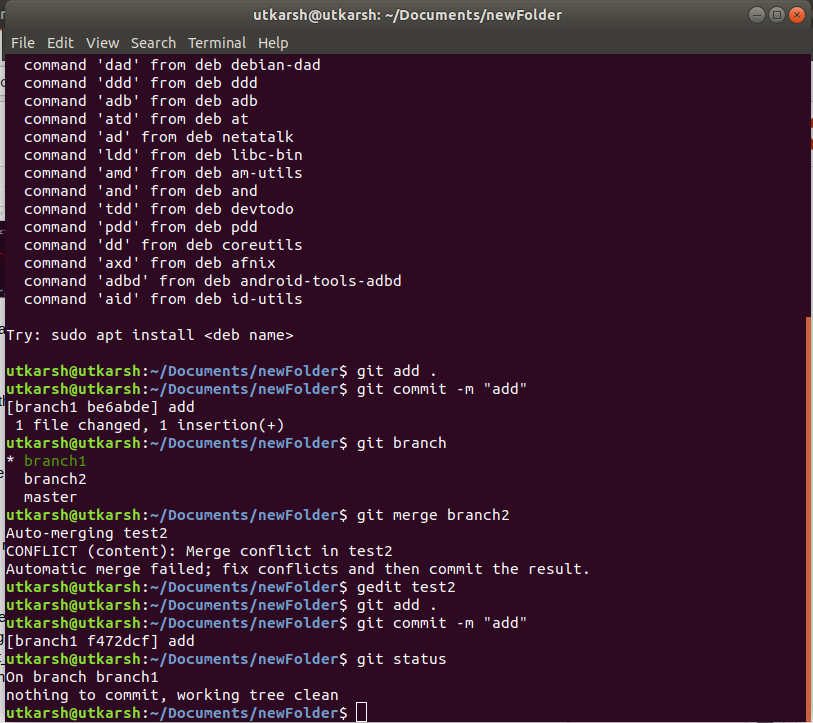 utkarsh@utkarsh: ~/Documents/newFolder
File Edit View Search Terminal Help
command 'dad' from deb debian-dad
command 'ddd' from deb ddd
command 'adb' from deb adb
command 'atd' from deb at
command 'ad' from deb netatalk
command 'ldd' from deb libc-bin
command 'amd' from deb am-utils
command 'and' from deb and
command 'tdd' from deb devtodo
command 'pdd' from deb pdd
command 'dd' from deb coreutils
command 'axd' from deb afnix
command 'adbd' from deb android-tools-adbd
command 'aid' from deb id-utils
Try: sudo apt install <deb name>
utkarsh@utkarsh:~/Documents/newFolder$ git add .
utkarsh@utkarsh:~/Documents/newFolder$ git commit -m "add"
[branch1 be6abde] add
1 file changed, 1 insertion(+)
utkarsh@utkarsh:~/Documents/newFolder$ git branch
* branch1
branch2
master
utkarsh@utkarsh:~/Documents/newFolder$ git merge branch2
Auto-merging test2
CONFLICT (content): Merge conflict in test2
Automatic merge failed; fix conflicts and then commit the result.
utkarsh@utkarsh:~/Documents/newFolder$ gedit test2
utkarsh@utkarsh:~/Documents/newFolder$ git add .
utkarsh@utkarsh:~/Documents/newFolder$ git commit -m "add"
[branch1 f472dcf] add
utkarsh@utkarsh:~/Documents/newFolder$ git status
On branch branch1
nothing to commit, working tree clean
utkarsh@utkarsh:~/Documents/newFolder$